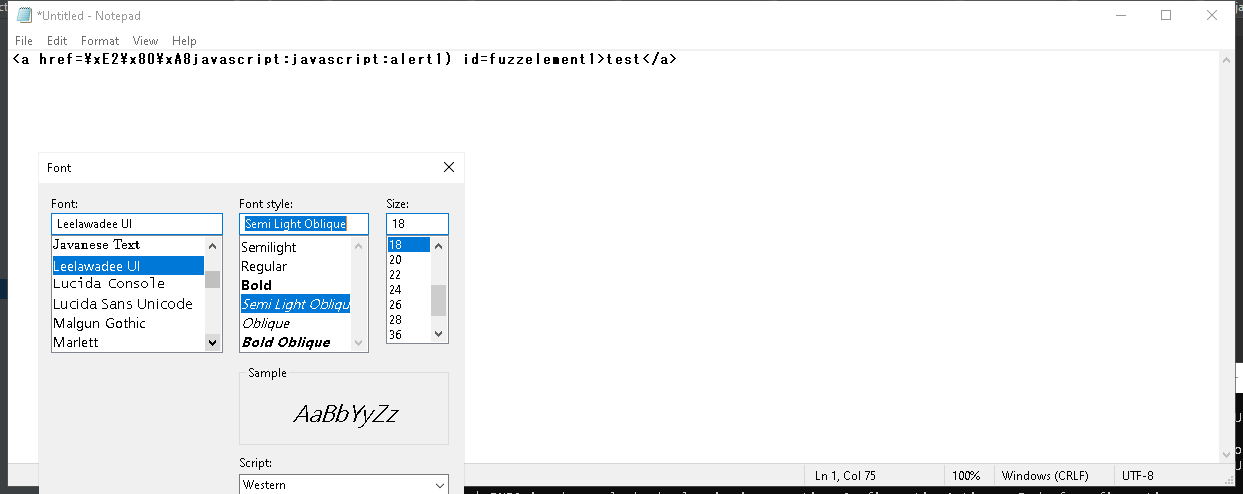 *Untitled - Notepad
File Edit Format View Help
<a href=¥xE2¥x80¥xA8javascript:javascript:alert1) id=fuzzelement1>test</a>
Font
Font:
Leelawadee UI
Javanese Text
Leelawadee UI
Lucida Console
Lucida Sans Unicode
Malgun Gothic
Marlett
Font style:
Semi Light Oblique
Semilight
Regular
Bold
Semi Light Obliqu
Oblique
Bold Oblique
Size:
18
18
20
22
24
26
28
36
Sample
AaBbYyZz
Script:
Western
Ln 1, Col 75 100% Windows (CRLF) UTF-8